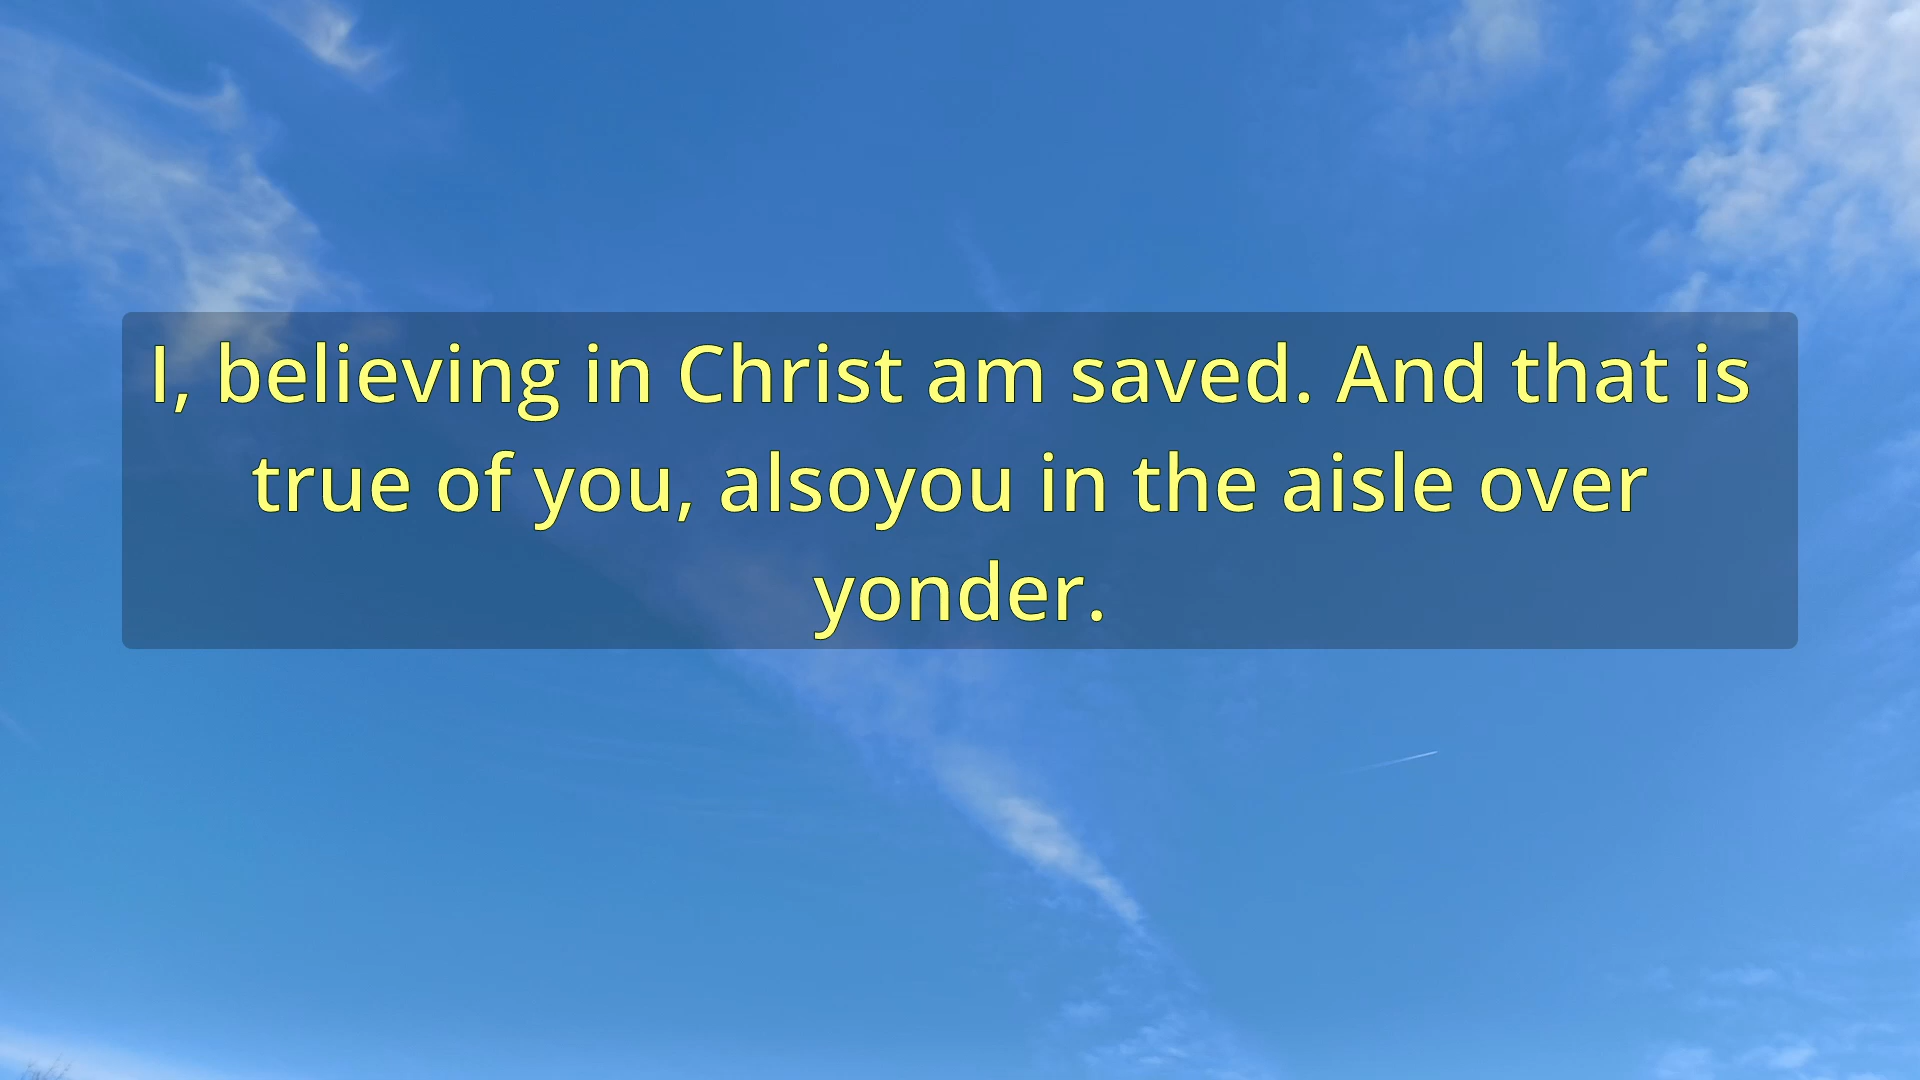 I, believing in Christ am saved. And that is
true of you, alsoyou in the aisle over
yonder.